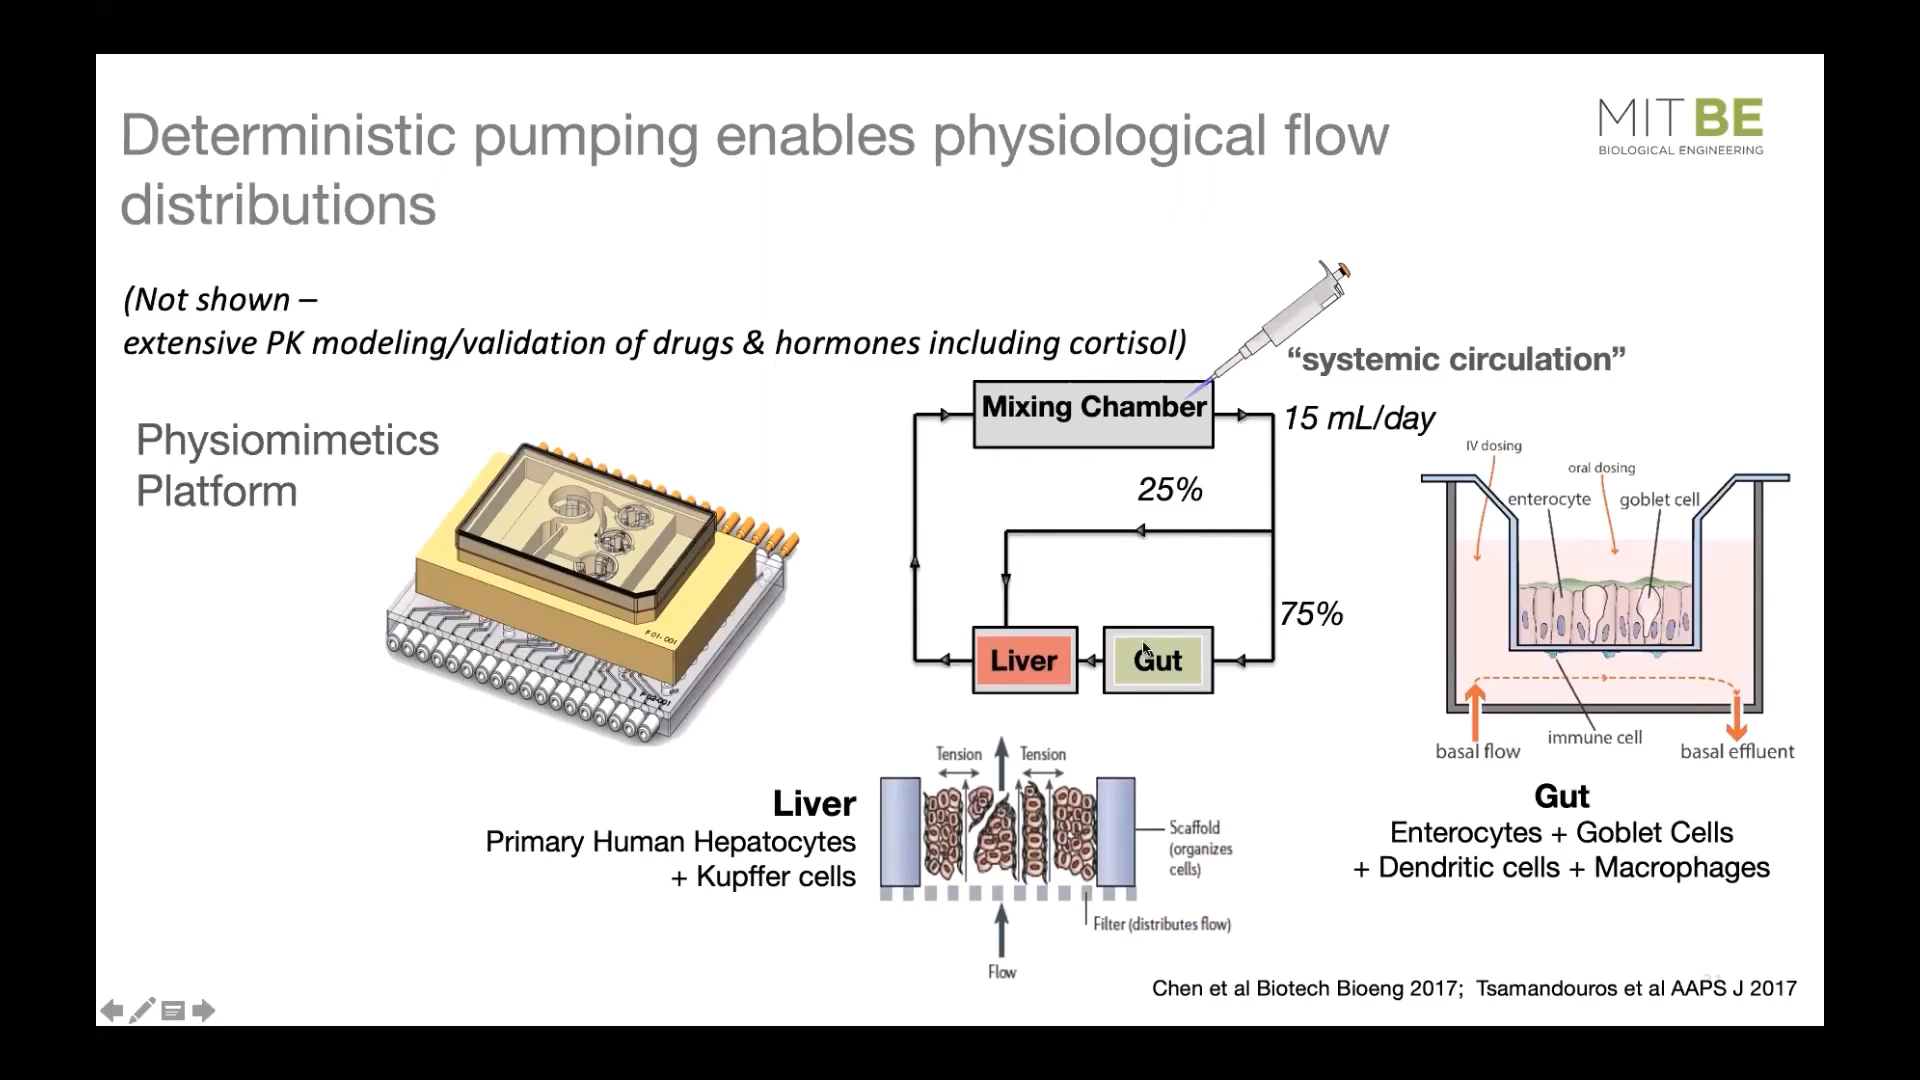 Deterministic pumping enables physiological flow
distributions
MIT BE
BIOLOGICAL ENGINEERING
(Not shown –
extensive PK modeling/validation of drugs & hormones including cortisol)
Physiomimetics
Platform
F01-001
"systemic circulation"
Mixing Chamber
15 mL/day
25%
75%
Liver
Gut
IV dosing
oral dosing
enterocyte
goblet cell
basal flow
immune cell
basal effluent
Liver
Primary Human Hepatocytes
+ Kupffer cells
Tension
Tension
Scaffold
(organizes
cells)
Filter (distributes flow)
Flow
Gut
Enterocytes + Goblet Cells
+ Dendritic cells + Macrophages
Chen et al Biotech Bioeng 2017; Tsamandouros et al AAPS J 2017